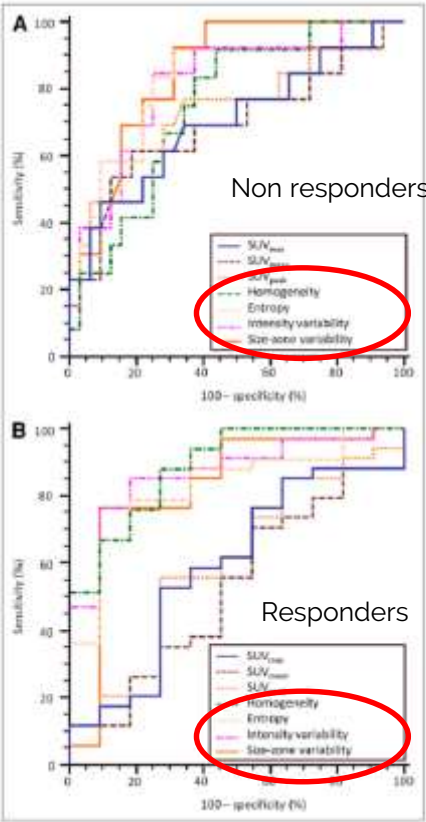 A
100
80
60
40
20
0
Sensitivity (%)
Non responders
SUVmax
SUVmean
SUVpeak
Homogeneity
Entropy
Intensity variability
Size-zone variability
0 20 40 60 80 100
100– specificity (%)
B
100
80
60
40
20
0
Sensitivity (%)
Responders
SUVmax
SUVmean
SUV
Homogeneity
Entropy
Intensity variability
Size-zone variability
0 20 40 60 80 100
100– specificity (%)